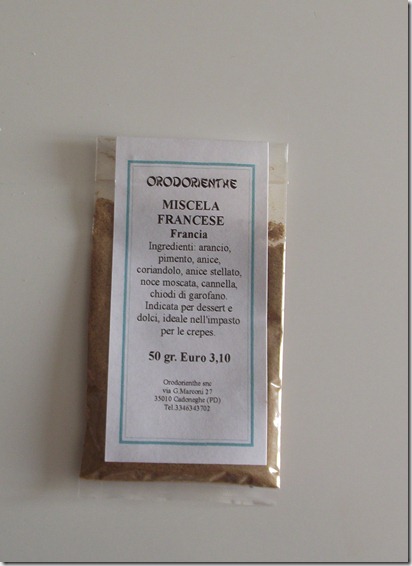 ORODORIENTHE
MISCELA
FRANCESE
Francia
Ingredienti: arancio,
pimento, anice,
coriandolo, anice stellato,
noce moscata, cannella,
chiodi di garofano.
Indicata per dessert e
dolci, ideale nell'impasto
per le crepes.
50 gr. Euro 3,10
Orodorienthe snc
via G.Marconi 27
35010 Cadoneghe (PD)
Tel.3346343702